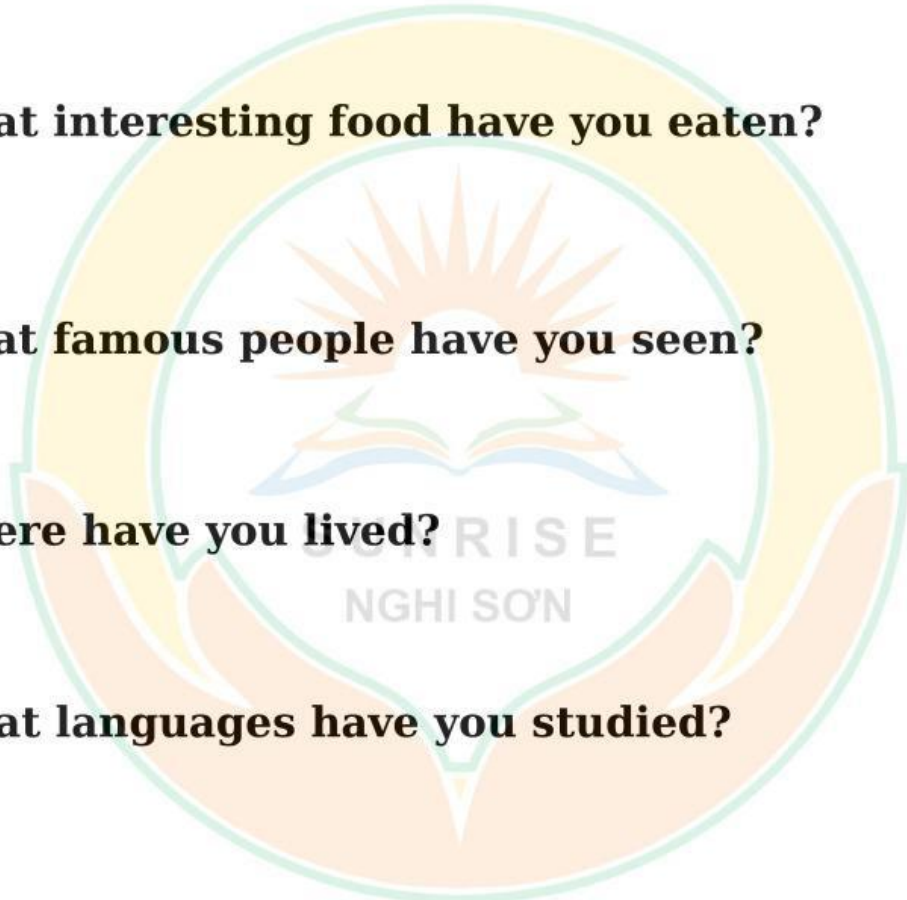 at interesting food have you eaten?
at famous people have you seen?
ere have you lived?
SUNRISE
NGHI SƠN
at languages have you studied?